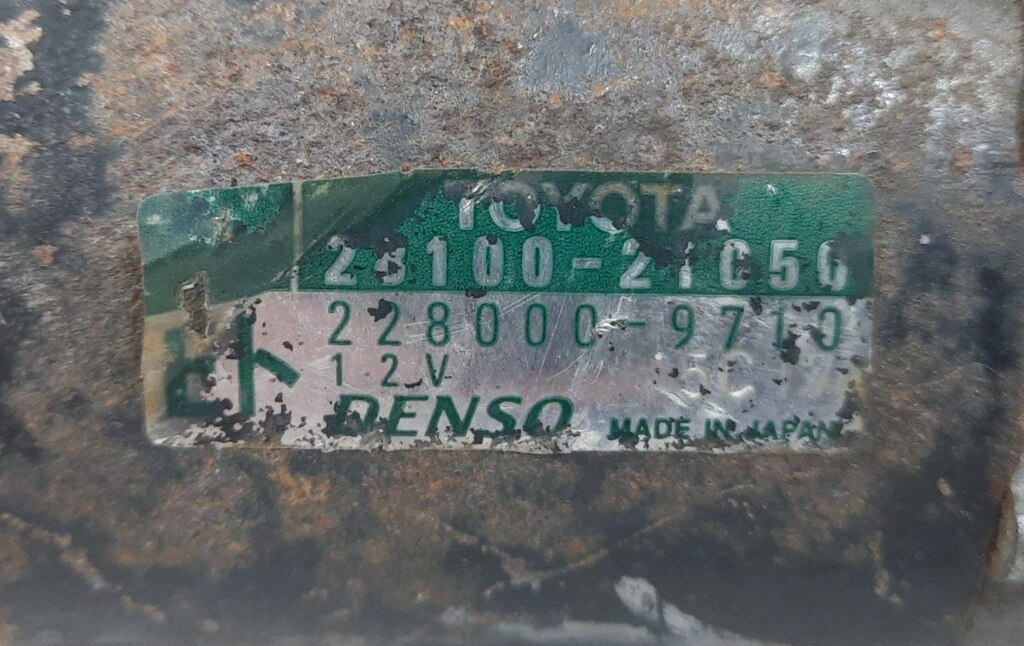 TOYOTA
28100-21050
228000-9710
12V
DENSO MADE IN JAPAN